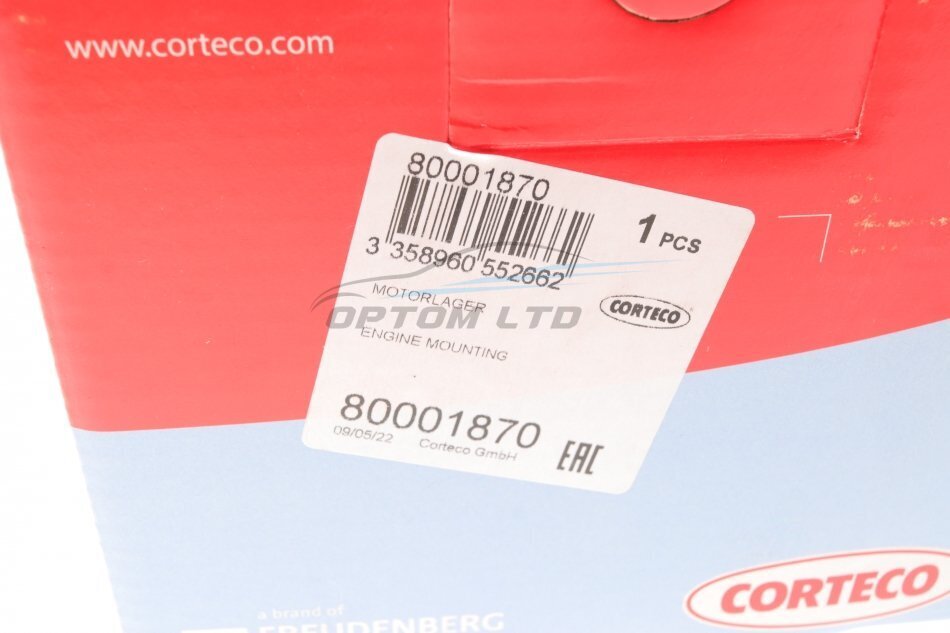 www.corteco.com
80001870
1 PCS
3 358960 552662
MOTORLAGER
CORTECO
OPTOM LTD
ENGINE MOUNTING
80001870
09/05/22 Corteco GmbH
EAC
CORTECO
a brand of
FREUDENBERG